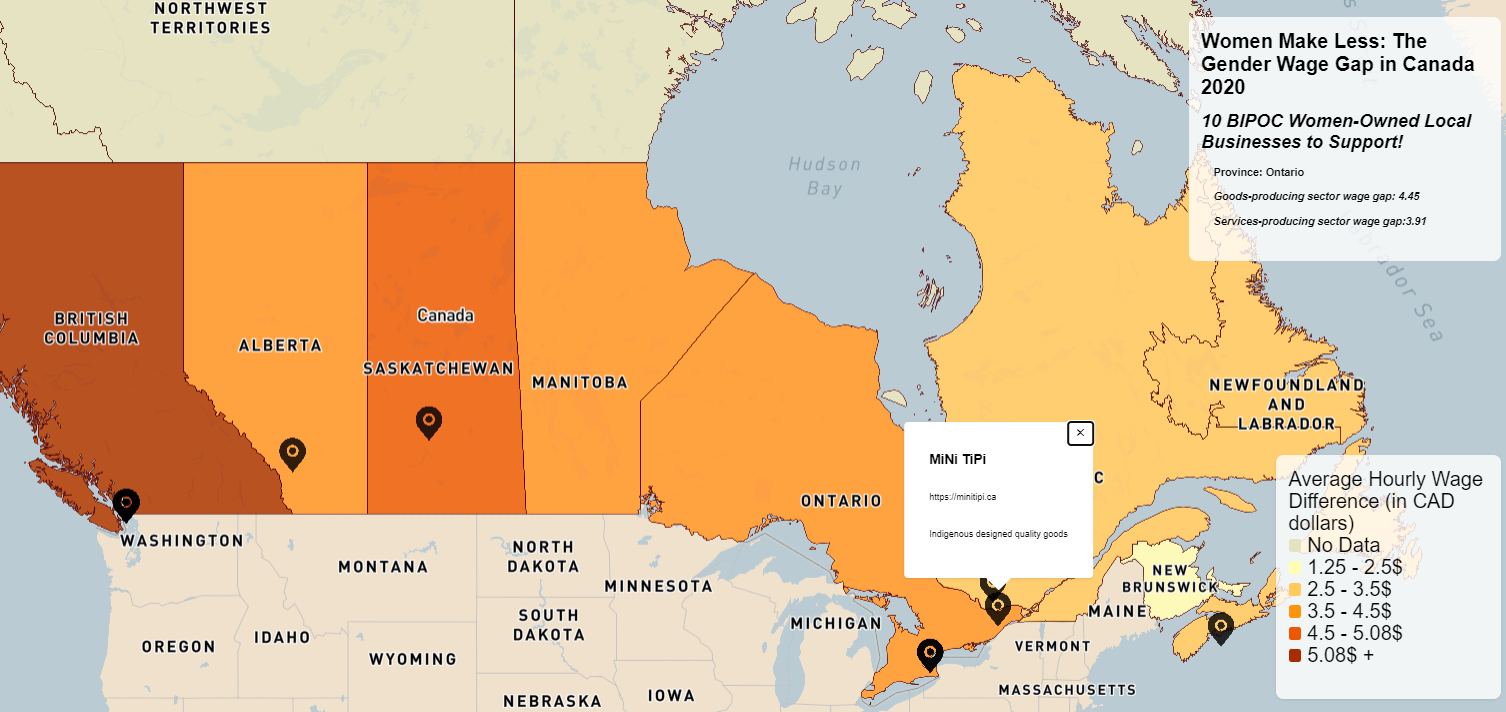 NORTHWEST
TERRITORIES
Women Make Less: The
Gender Wage Gap in Canada
2020
10 BIPOC Women-Owned Local
Businesses to Support!
Province: Ontario
Goods-producing sector wage gap: 4.45
Services-producing sector wage gap:3.91
Hudson
Bay
Labrador Sea
BRITISH
COLUMBIA
ALBERTA
Canada
SASKATCHEWAN
MANITOBA
ONTARIO
C
NEWFOUNDLAND
AND
LABRADOR
×
MiNi TiPi
https://minitipi.ca
Indigenous designed quality goods
Average Hourly Wage
Difference (in CAD
dollars)
No Data
1.25 - 2.5$
2.5 - 3.5$
3.5 - 4.5$
4.5 - 5.08$
5.08$ +
WASHINGTON
MONTANA
NORTH
DAKOTA
MINNESOTA
NEW
BRUNSWICK
MAINE
OREGON
IDAHO
SOUTH
DAKOTA
MICHIGAN
WYOMING
VERMONT
NEBRASKA
IOWA
MASSACHUSETTS